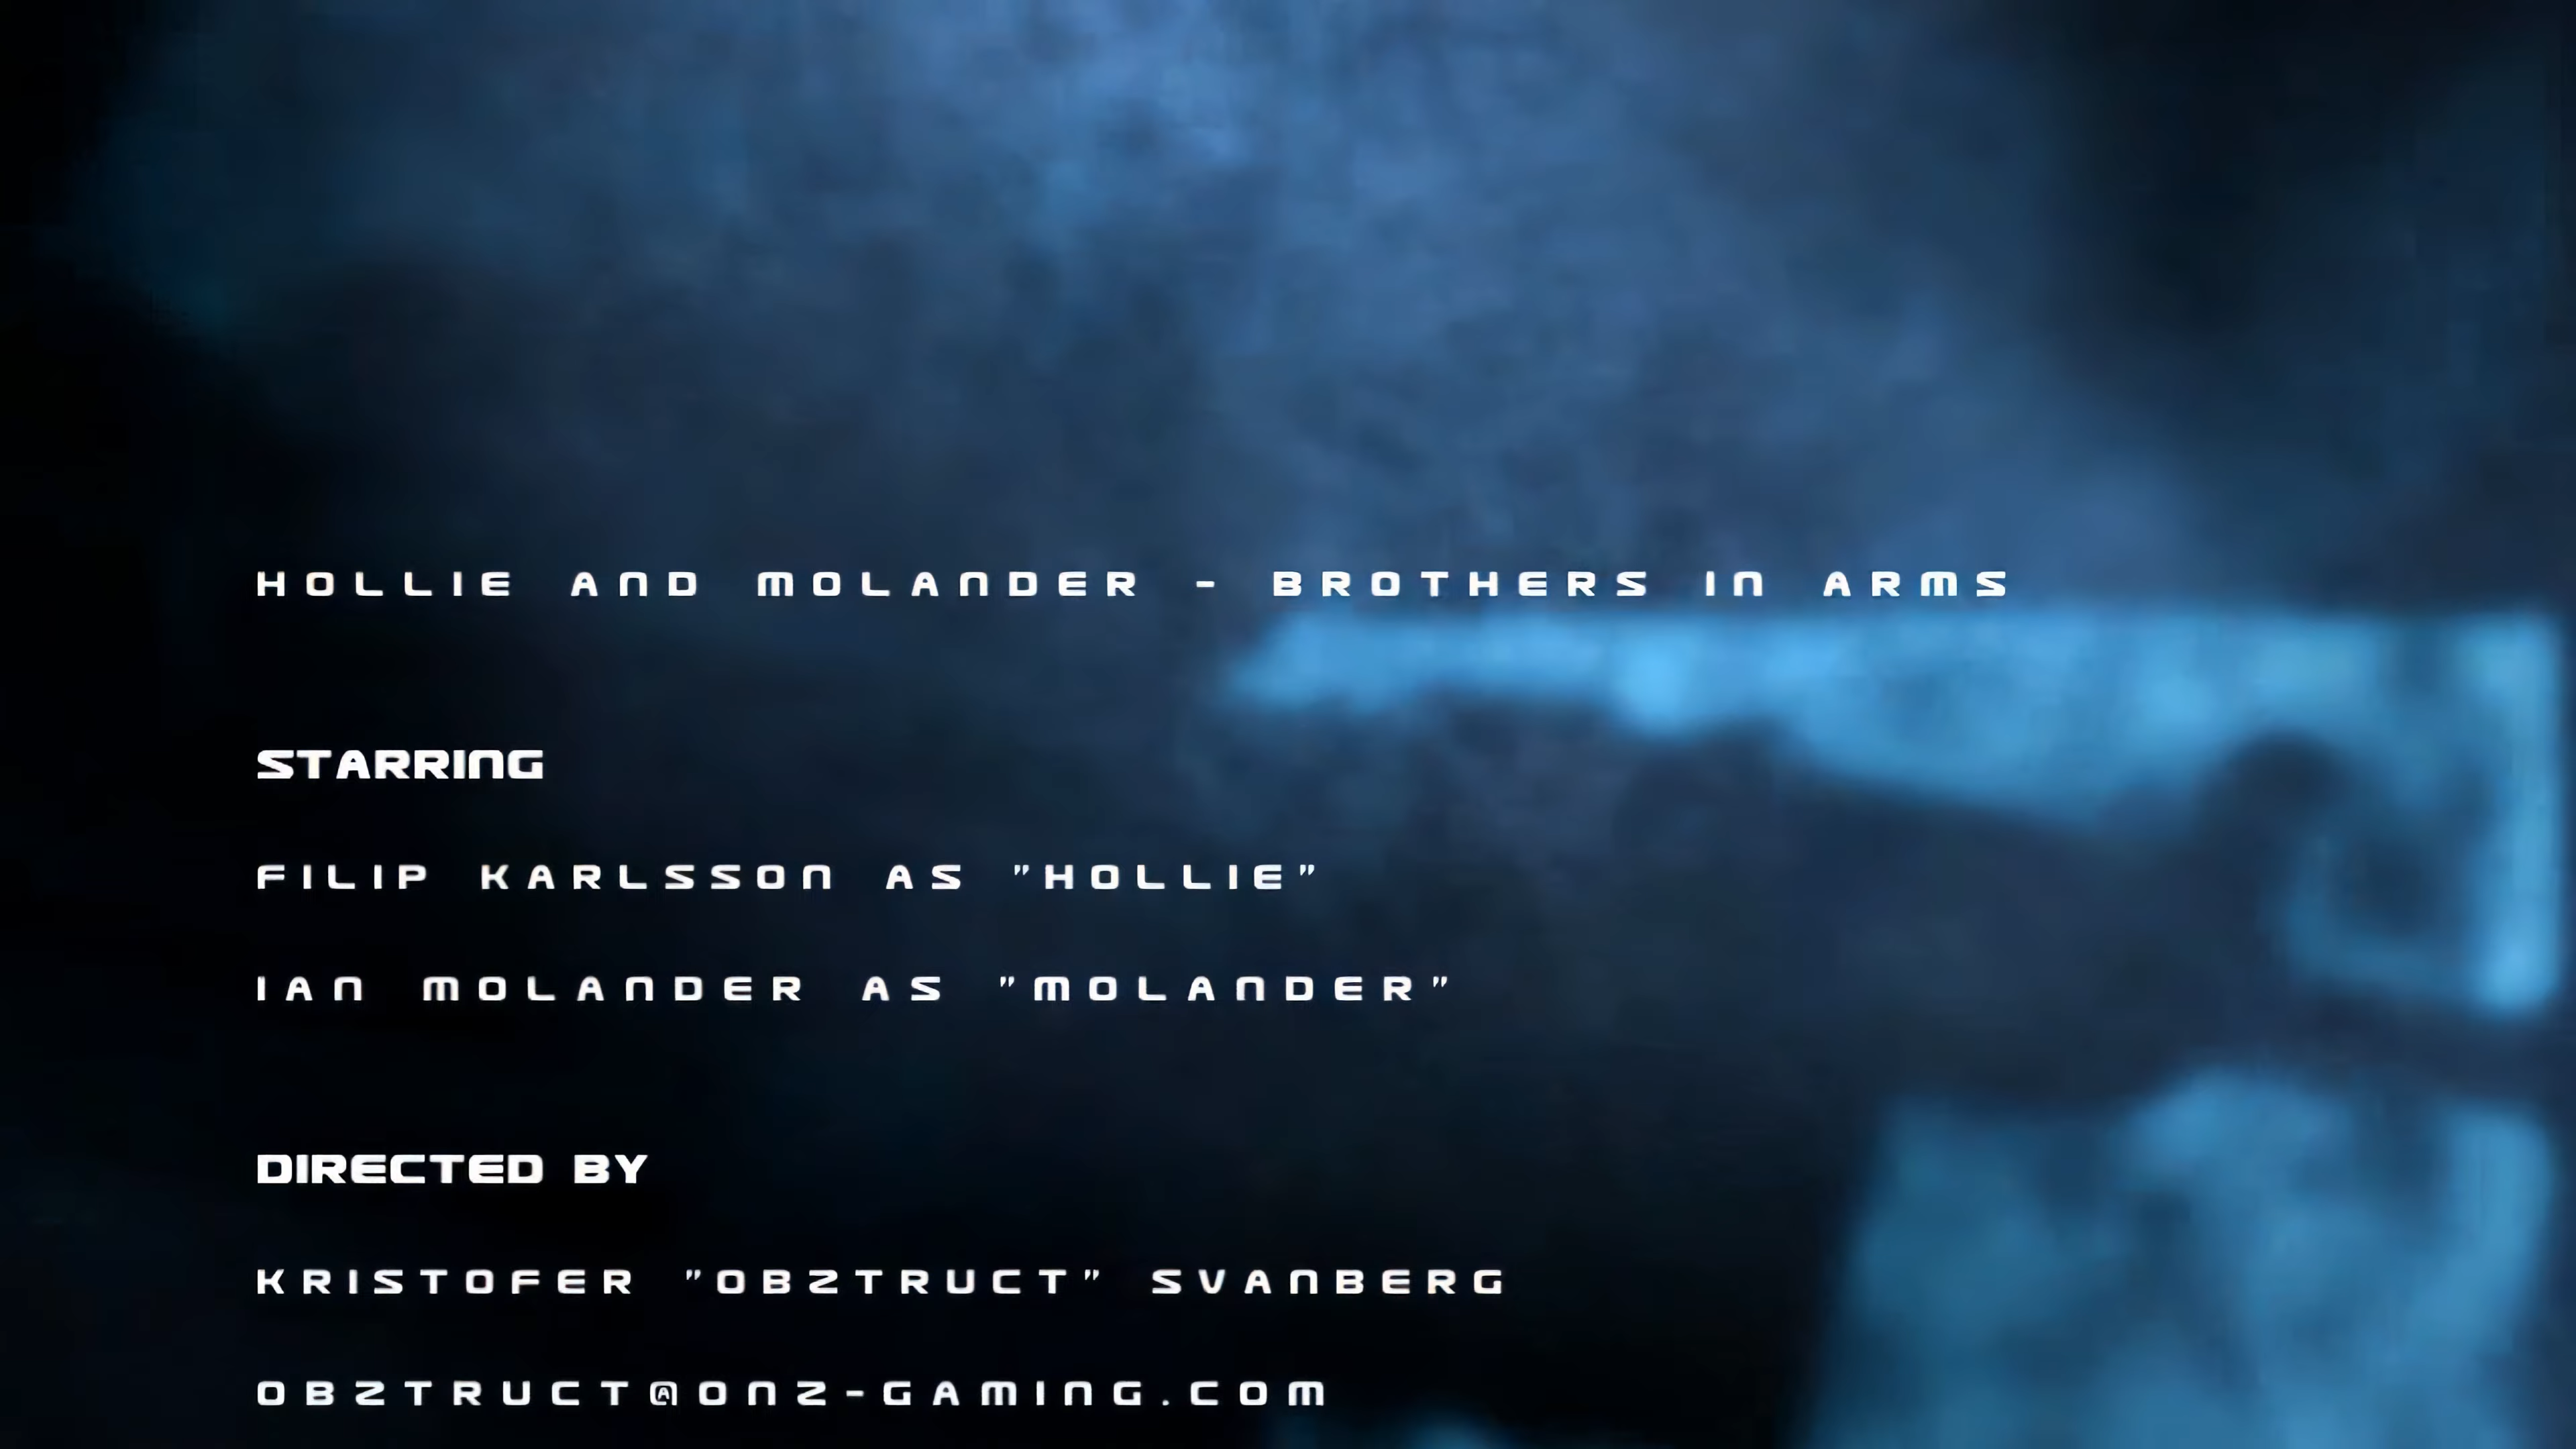 HOLLIE AND MOLANDER - BROTHERS IN ARMS
STARRING
FILIP KARLSSON AS "HOLLIE"
IAN MOLANDER AS "MOLANDER"
DIRECTED BY
KRISTOFER "OBZTRUCT" SVANBERG
OBZTRUCT@ONZ-GAMING.COM